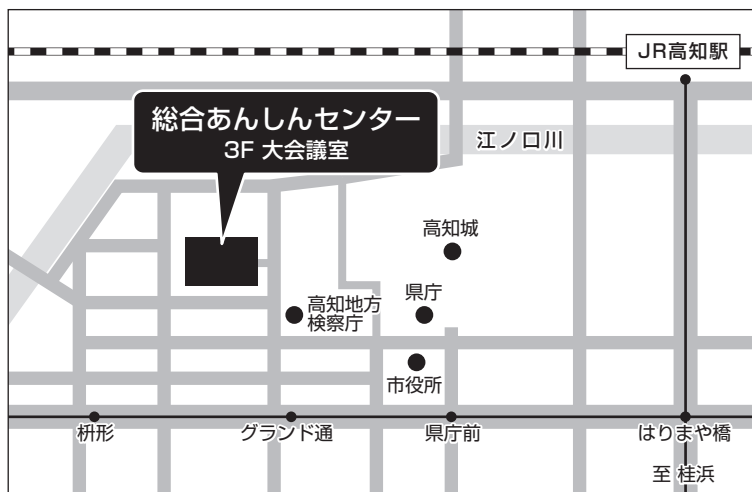 JR高知駅
総合あんしんセンター
3F 大会議室
江ノ口川
高知城
県庁
高知地方
検察庁
市役所
枡形
グランド通
県庁前
はりまや橋
至 桂浜